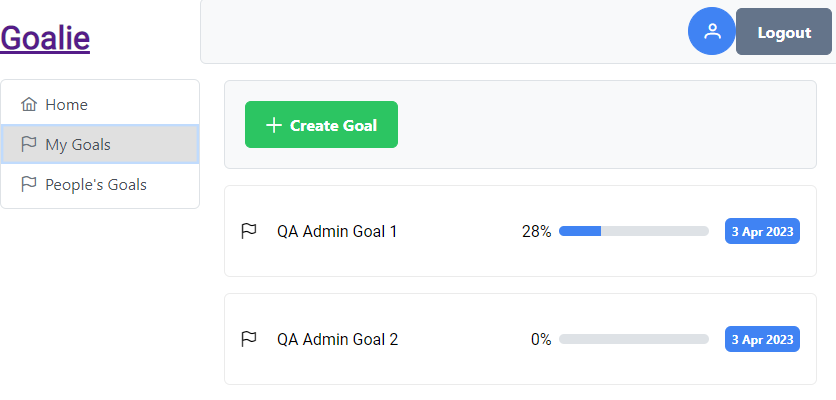 Goalie
Logout
Home
My Goals
People's Goals
Create Goal
QA Admin Goal 1 28% 3 Apr 2023
QA Admin Goal 2 0% 3 Apr 2023